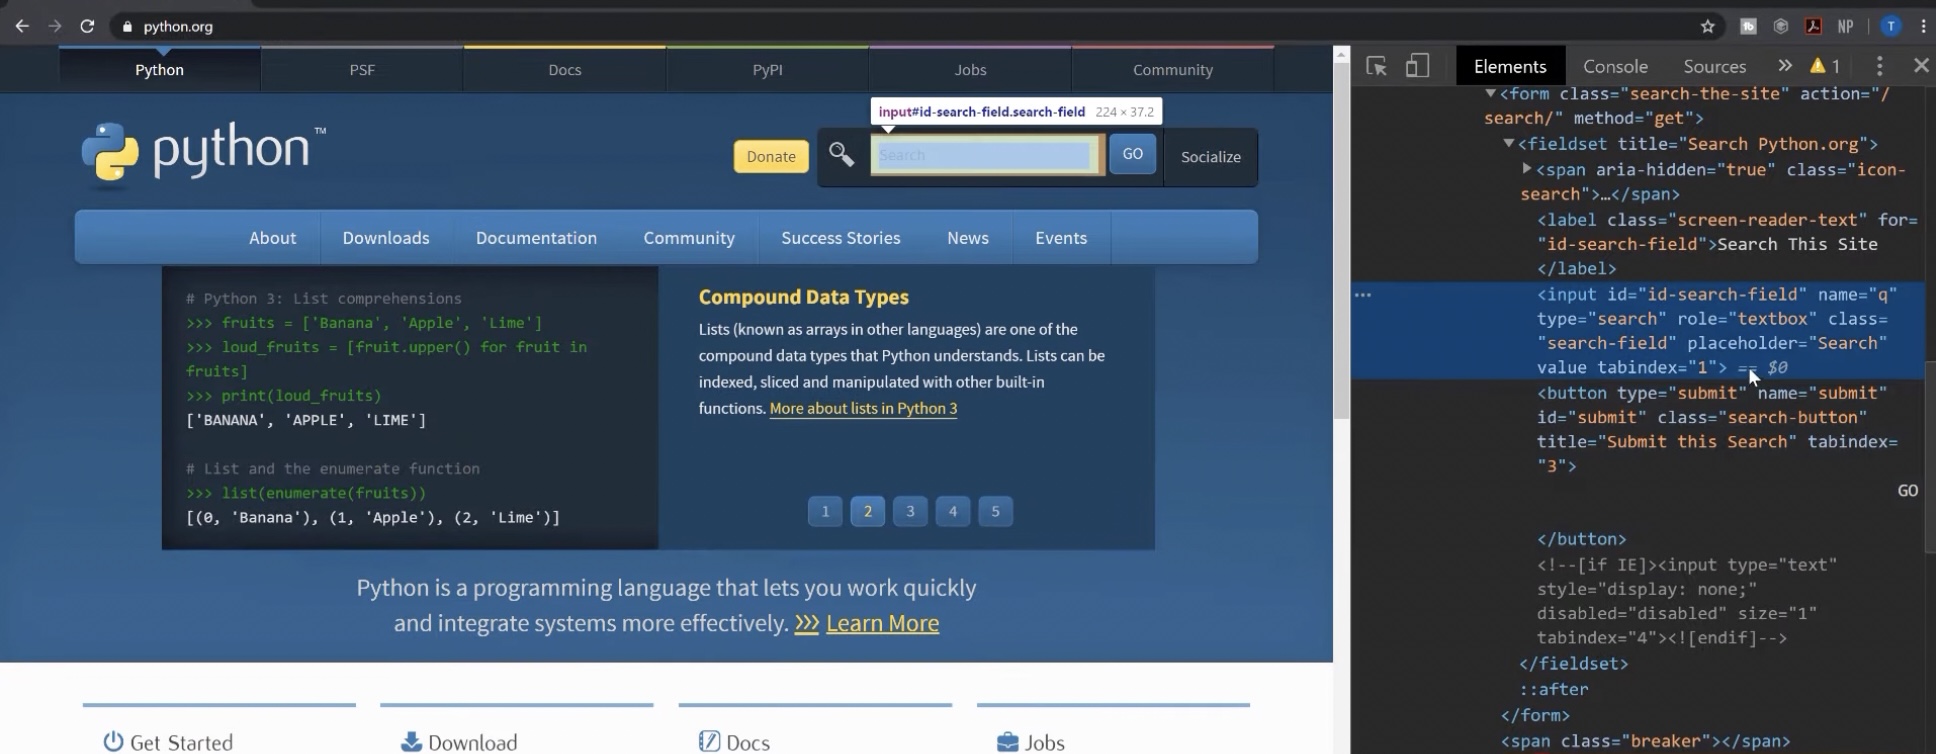 python.org
NP
T
Python
PSF
Docs
PyPI
Jobs
Community
input#id-search-field.search-field 224 × 37.2
python™
Donate
Search
GO
Socialize
About
Downloads
Documentation
Community
Success Stories
News
Events
# Python 3: List comprehensions
>>> fruits = ['Banana', 'Apple', 'Lime']
>>> loud_fruits = [fruit.upper() for fruit in
fruits]
>>> print(loud_fruits)
['BANANA', 'APPLE', 'LIME']
# List and the enumerate function
>>> list(enumerate(fruits))
[(0, 'Banana'), (1, 'Apple'), (2, 'Lime')]
Compound Data Types
Lists (known as arrays in other languages) are one of the
compound data types that Python understands. Lists can be
indexed, sliced and manipulated with other built-in
functions. More about lists in Python 3
1
2
3
4
5
Python is a programming language that lets you work quickly
and integrate systems more effectively. >>> Learn More
Get Started
Download
Docs
Jobs
Elements
Console
Sources
»
1
<form class="search-the-site" action="/
search/" method="get">
<fieldset title="Search Python.org">
<span aria-hidden="true" class="icon-
search">…</span>
<label class="screen-reader-text" for=
"id-search-field">Search This Site
</label>
<input id="id-search-field" name="q"
type="search" role="textbox" class=
"search-field" placeholder="Search"
value tabindex="1"> == $0
<button type="submit" name="submit"
id="submit" class="search-button"
title="Submit this Search" tabindex=
"3">
GO
</button>
<!--[if IE]><input type="text"
style="display: none;"
disabled="disabled" size="1"
tabindex="4"><![endif]-->
</fieldset>
::after
</form>
<span class="breaker"></span>